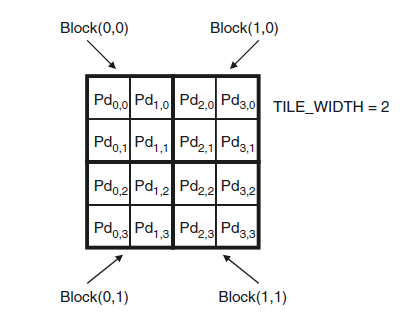 Block(0,0) Block(1,0)
Pd0,0 Pd1,0 Pd2,0 Pd3,0 TILE_WIDTH = 2
Pd0,1 Pd1,1 Pd2,1 Pd3,1
Pd0,2 Pd1,2 Pd2,2 Pd3,2
Pd0,3 Pd1,3 Pd2,3 Pd3,3
Block(0,1) Block(1,1)